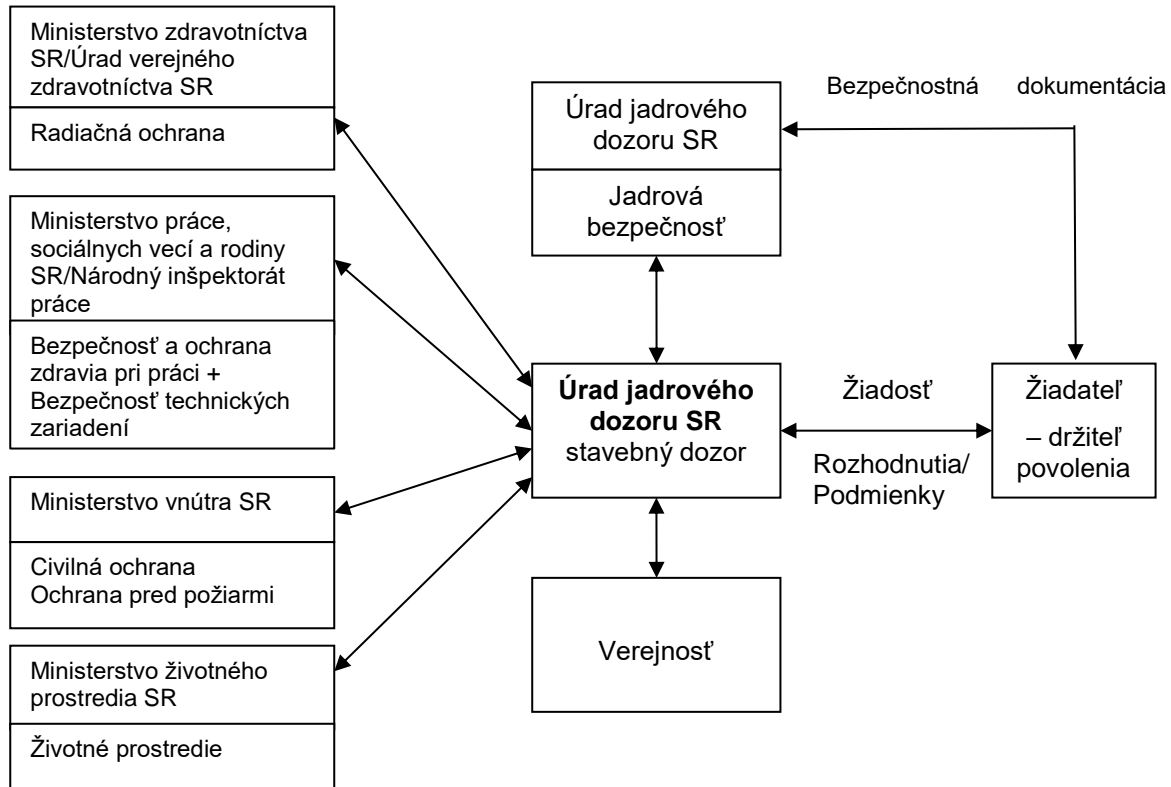 Ministerstvo zdravotníctva
SR/Úrad verejného
zdravotníctva SR
Radiačná ochrana
Ministerstvo práce,
sociálnych vecí a rodiny
SR/Národný inšpektorát
práce
Bezpečnosť a ochrana
zdravia pri práci +
Bezpečnosť technických
zariadení
Ministerstvo vnútra SR
Civilná ochrana
Ochrana pred požiarmi
Ministerstvo životného
prostredia SR
Životné prostredie
Úrad jadrového
dozoru SR
Jadrová
bezpečnosť
Úrad jadrového
dozoru SR
stavebný dozor
Verejnosť
Bezpečnostná dokumentácia
Žiadosť
Rozhodnutia/
Podmienky
Žiadateľ
– držiteľ
povolenia